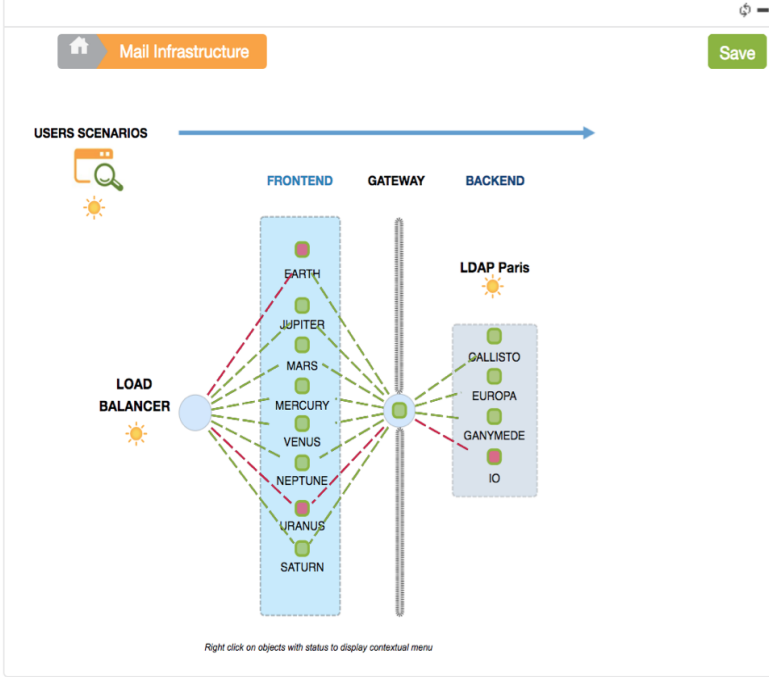 Mail Infrastructure
Save
USERS SCENARIOS
FRONTEND GATEWAY BACKEND
EARTH
LDAP Paris
JUPITER
CALLISTO
MARS
LOAD
BALANCER
EUROPA
MERCURY
GANYMEDE
VENUS
NEPTUNE
IO
URANUS
SATURN
Right click on objects with status to display contextual menu